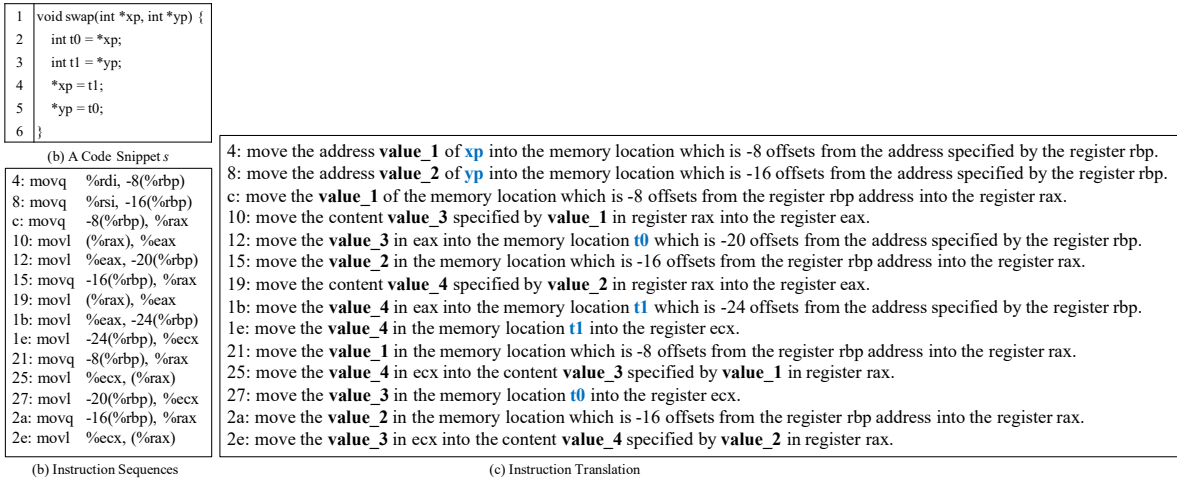 1 void swap(int *xp, int *yp) {
2 int t0 = *xp;
3 int t1 = *yp;
4 *xp = t1;
5 *yp = t0;
6 }
(b) A Code Snippet s
4: movq %rdi, -8(%rbp)
8: movq %rsi, -16(%rbp)
c: movq -8(%rbp), %rax
10: movl (%rax), %eax
12: movl %eax, -20(%rbp)
15: movq -16(%rbp), %rax
19: movl (%rax), %eax
1b: movl %eax, -24(%rbp)
1e: movl -24(%rbp), %ecx
21: movq -8(%rbp), %rax
25: movl %ecx, (%rax)
27: movl -20(%rbp), %ecx
2a: movq -16(%rbp), %rax
2e: movl %ecx, (%rax)
(b) Instruction Sequences
4: move the address value_1 of xp into the memory location which is -8 offsets from the address specified by the register rbp.
8: move the address value_2 of yp into the memory location which is -16 offsets from the address specified by the register rbp.
c: move the value_1 of the memory location which is -8 offsets from the register rbp address into the register rax.
10: move the content value_3 specified by value_1 in register rax into the register eax.
12: move the value_3 in eax into the memory location t0 which is -20 offsets from the address specified by the register rbp.
15: move the value_2 in the memory location which is -16 offsets from the register rbp address into the register rax.
19: move the content value_4 specified by value_2 in register rax into the register eax.
1b: move the value_4 in eax into the memory location t1 which is -24 offsets from the address specified by the register rbp.
1e: move the value_4 in the memory location t1 into the register ecx.
21: move the value_1 in the memory location which is -8 offsets from the register rbp address into the register rax.
25: move the value_4 in ecx into the content value_3 specified by value_1 in register rax.
27: move the value_3 in the memory location t0 into the register ecx.
2a: move the value_2 in the memory location which is -16 offsets from the register rbp address into the register rax.
2e: move the value_3 in ecx into the content value_4 specified by value_2 in register rax.
(c) Instruction Translation